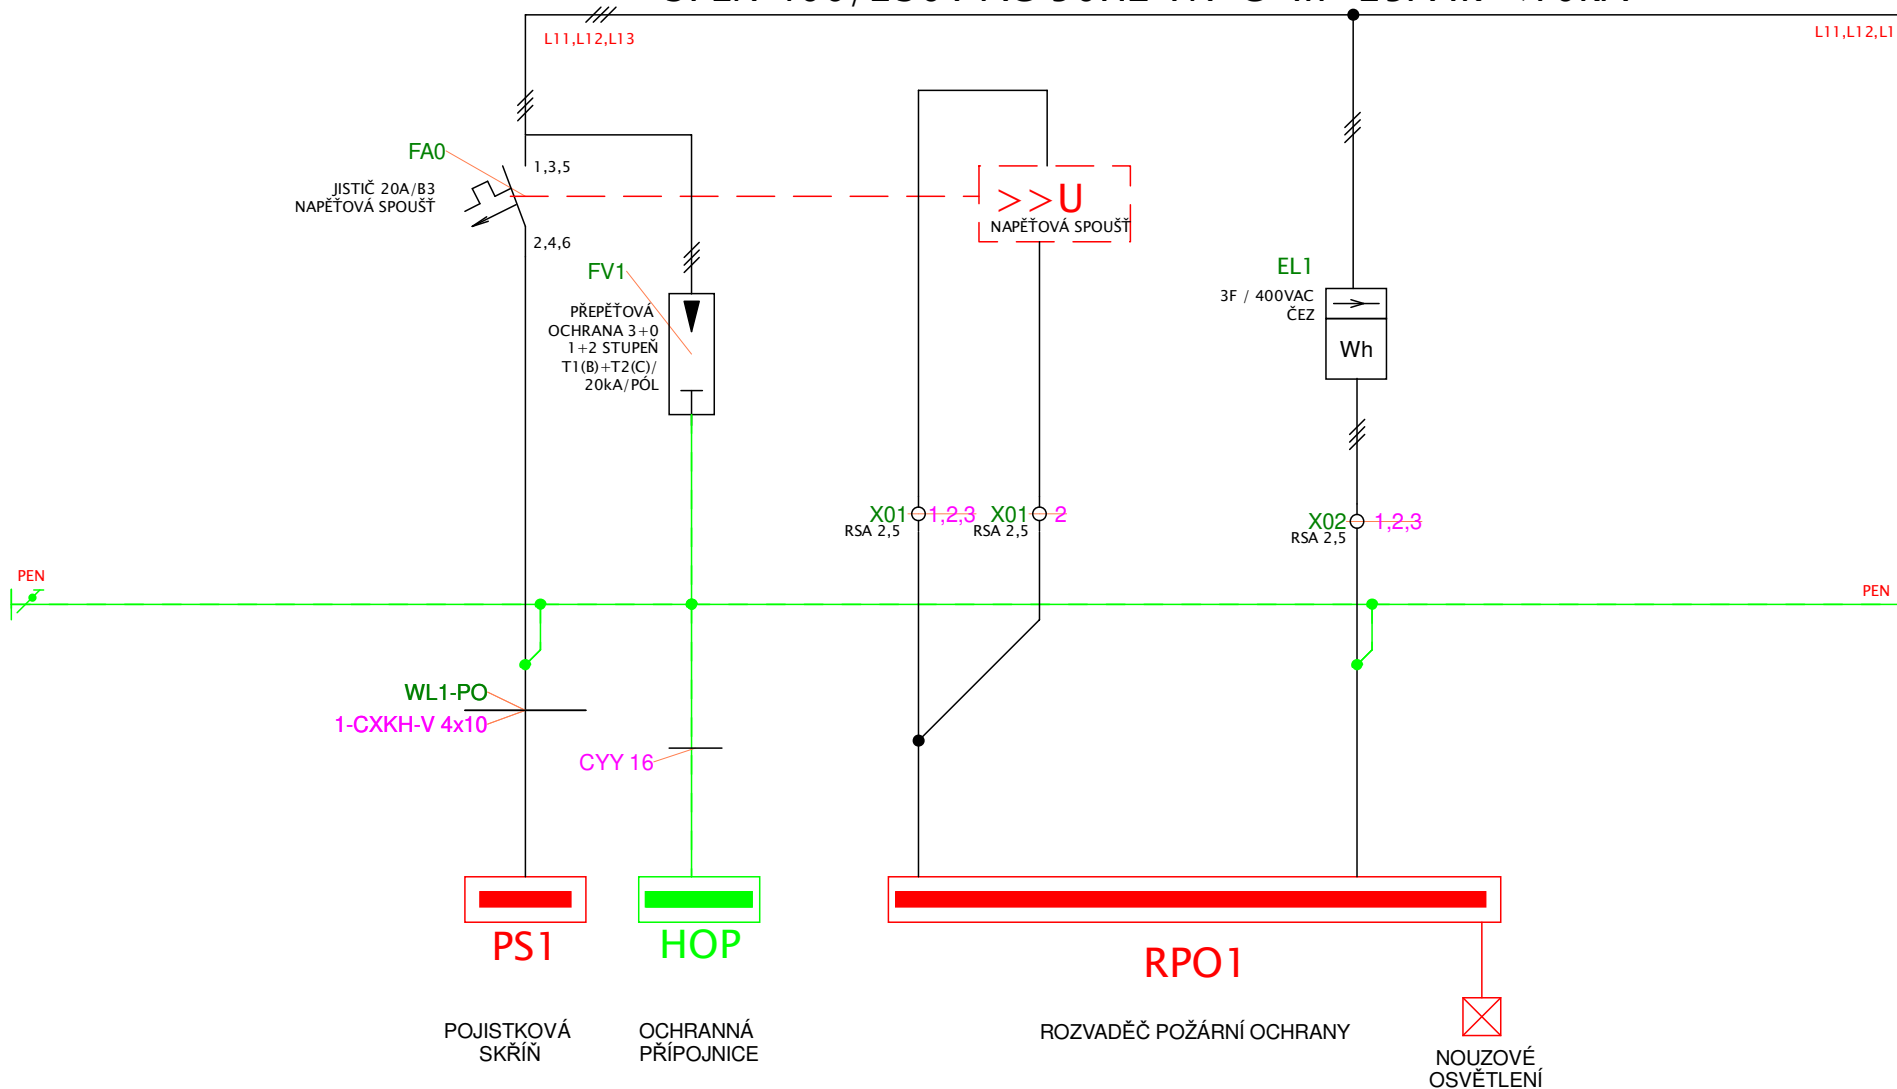 L11,L12,L13
L11,L12,L1
FA0
JISTIČ 20A/B3
NAPĚŤOVÁ SPOUŠŤ
1,3,5
2,4,6
>>U
NAPĚŤOVÁ SPOUŠŤ
FV1
PŘEPĚŤOVÁ
OCHRANA 3+0
1+2 STUPEŇ
T1(B)+T2(C)/
20kA/PÓL
EL1
3F / 400VAC
ČEZ
Wh
X01 1,2,3
RSA 2,5
X01 2
RSA 2,5
X02 1,2,3
RSA 2,5
PEN
PEN
WL1-PO
1-CXKH-V 4x10
CYY 16
PS1
HOP
RPO1
POJISTKOVÁ
SKŘÍŇ
OCHRANNÁ
PŘÍPOJNICE
ROZVADĚČ POŽÁRNÍ OCHRANY
NOUZOVÉ
OSVĚTLENÍ